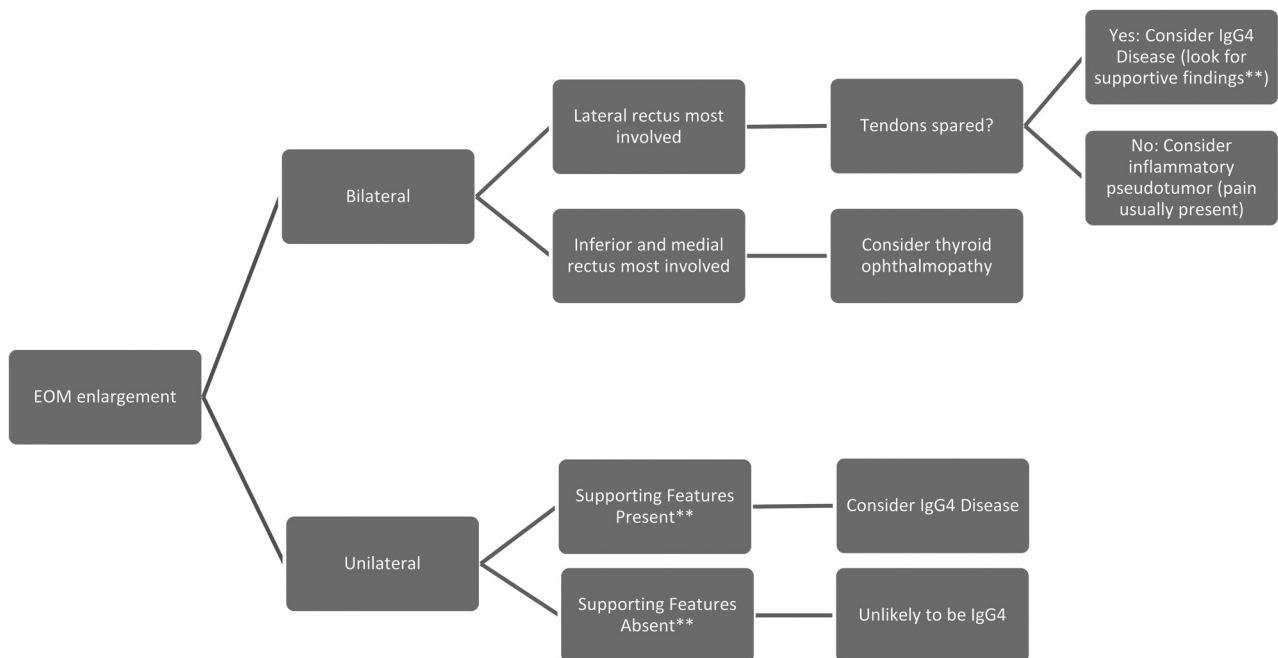 EOM enlargement
Bilateral
Lateral rectus most
involved
Tendons spared?
Yes: Consider IgG4
Disease (look for
supportive findings**)
No: Consider
inflammatory
pseudotumor (pain
usually present)
Inferior and medial
rectus most involved
Consider thyroid
ophthalmopathy
Unilateral
Supporting Features
Present**
Consider IgG4 Disease
Supporting Features
Absent**
Unlikely to be IgG4